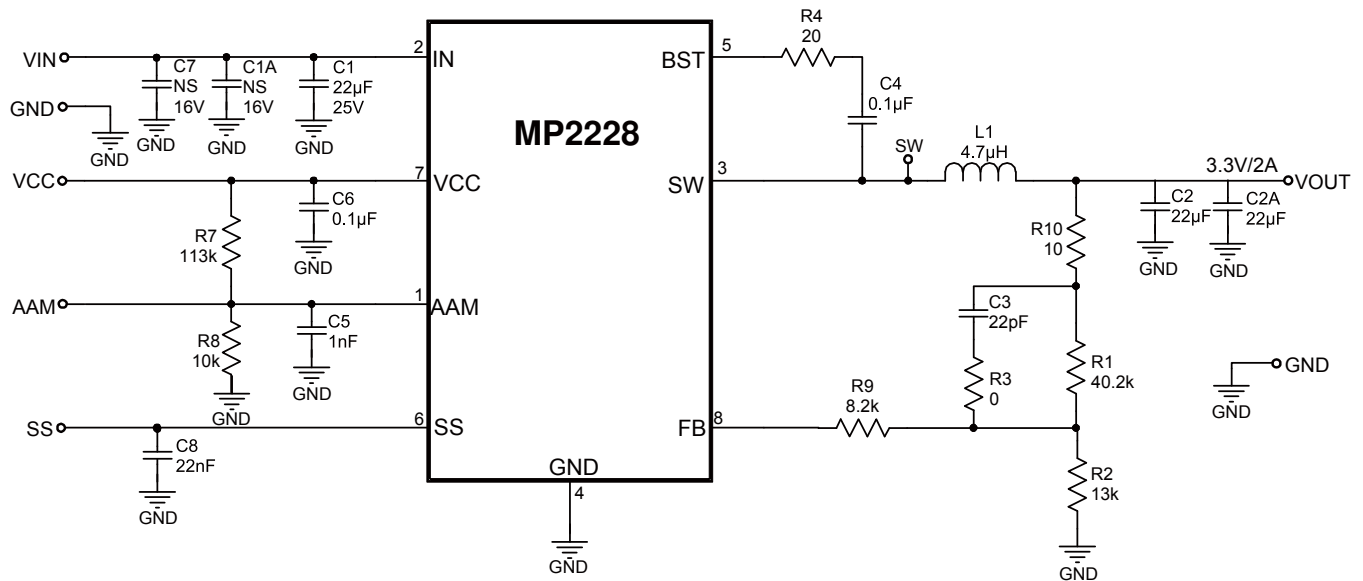 VIN
C7
NS
16V
C1A
NS
16V
C1
22µF
25V
2
IN
GND
GND
GND
GND
GND
VCC
7
VCC
C6
0.1µF
GND
R7
113k
AAM
1
AAM
R8
10k
C5
1nF
GND
GND
SS
6
SS
C8
22nF
GND
MP2228
GND
4
GND
5
BST
R4
20
C4
0.1µF
3
SW
SW
L1
4.7µH
3.3V/2A
VOUT
C2
22µF
C2A
22µF
GND
GND
R10
10
C3
22pF
R3
0
R1
40.2k
GND
GND
8
FB
R9
8.2k
R2
13k
GND